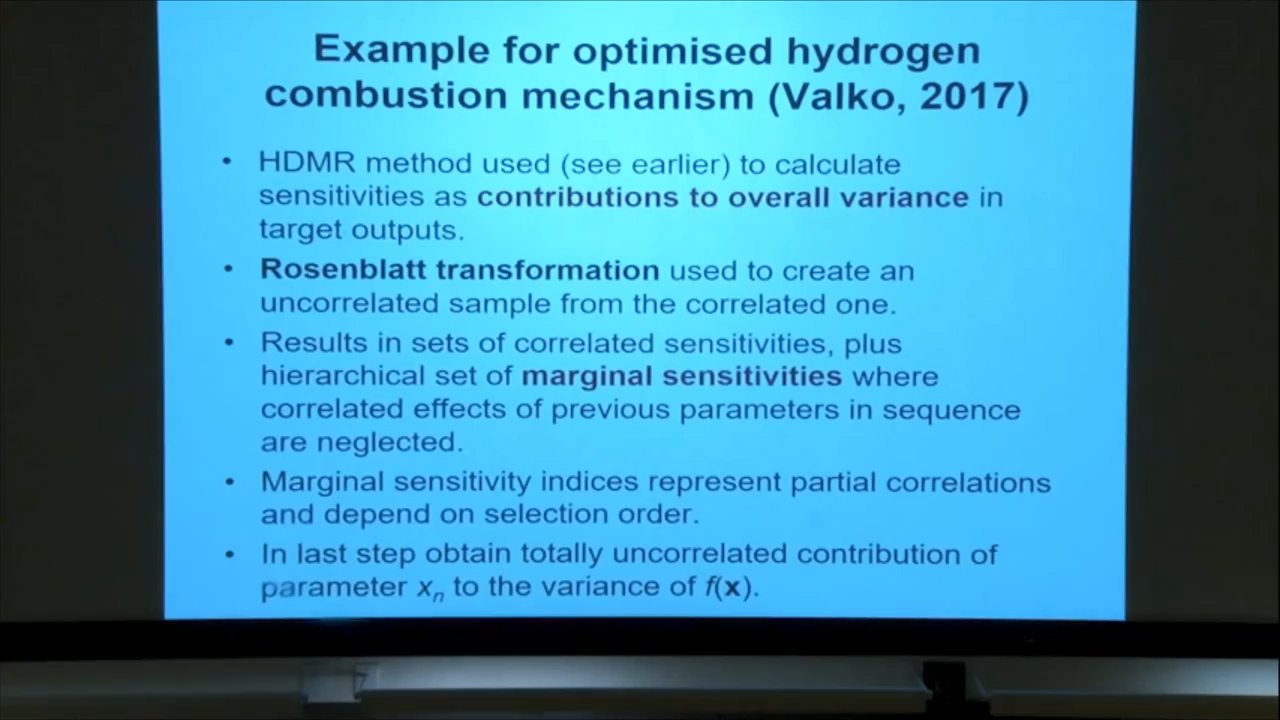 Example for optimised hydrogen
combustion mechanism (Valko, 2017)
• HDMR method used (see earlier) to calculate
sensitivities as contributions to overall variance in
target outputs.
• Rosenblatt transformation used to create an
uncorrelated sample from the correlated one.
• Results in sets of correlated sensitivities, plus
hierarchical set of marginal sensitivities where
correlated effects of previous parameters in sequence
are neglected.
• Marginal sensitivity indices represent partial correlations
and depend on selection order.
• In last step obtain totally uncorrelated contribution of
parameter xn to the variance of f(x).